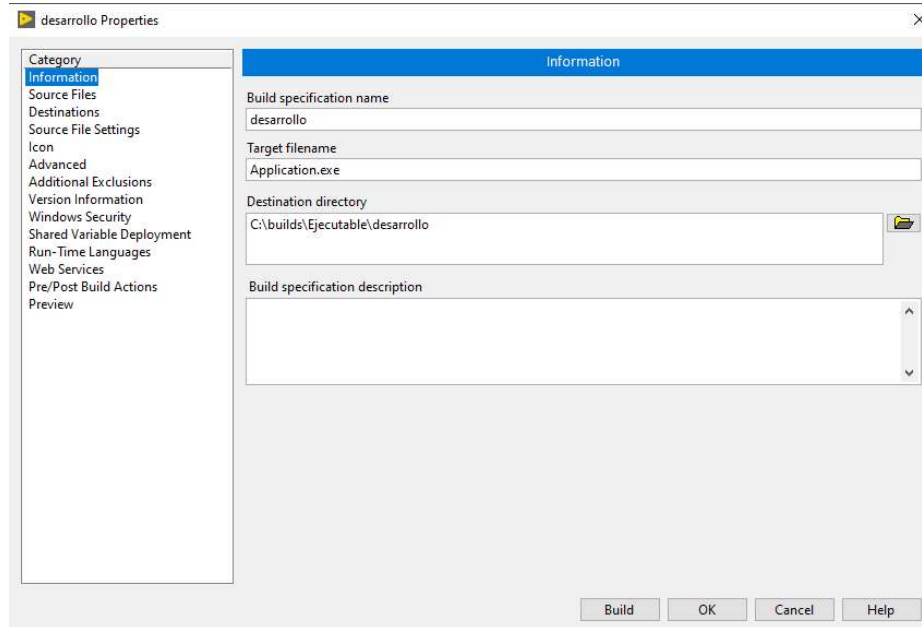 desarrollo Properties
Category
Information
Source Files
Destinations
Source File Settings
Icon
Advanced
Additional Exclusions
Version Information
Windows Security
Shared Variable Deployment
Run-Time Languages
Web Services
Pre/Post Build Actions
Preview
Information
Build specification name
desarrollo
Target filename
Application.exe
Destination directory
C:\builds\Ejecutable\desarrollo
Build specification description
Build
OK
Cancel
Help